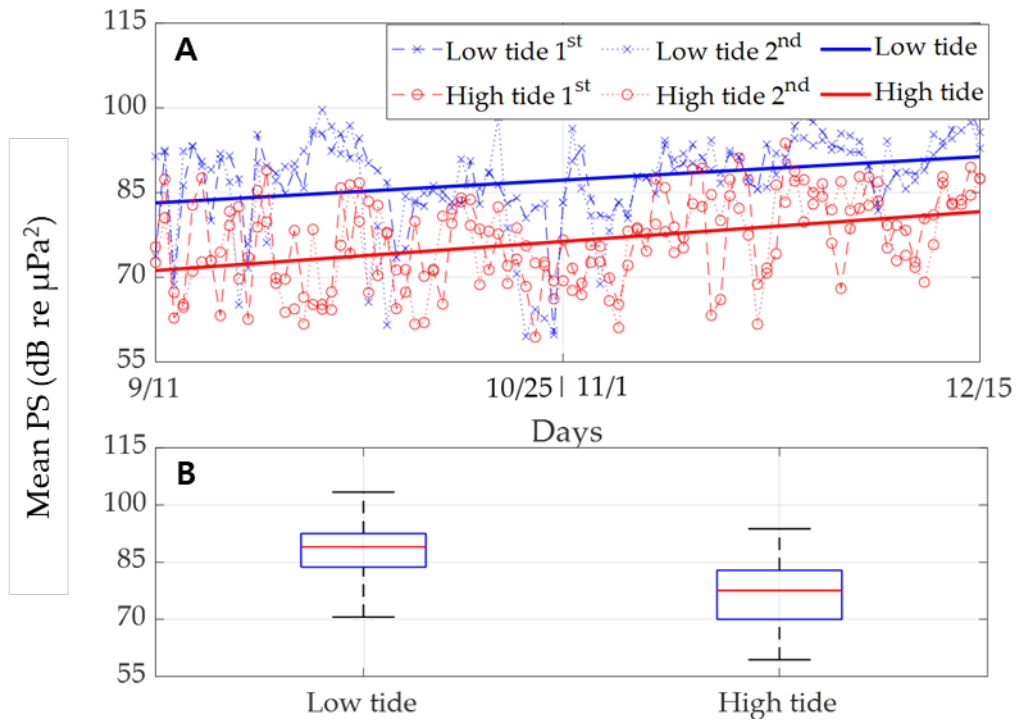 115
A
Low tide 1st
Low tide 2nd
Low tide
High tide 1st
High tide 2nd
High tide
100
85
70
55
9/11
10/25 | 11/1
12/15
Days
Mean PS (dB re μPa²)
115
B
100
85
70
55
Low tide
High tide